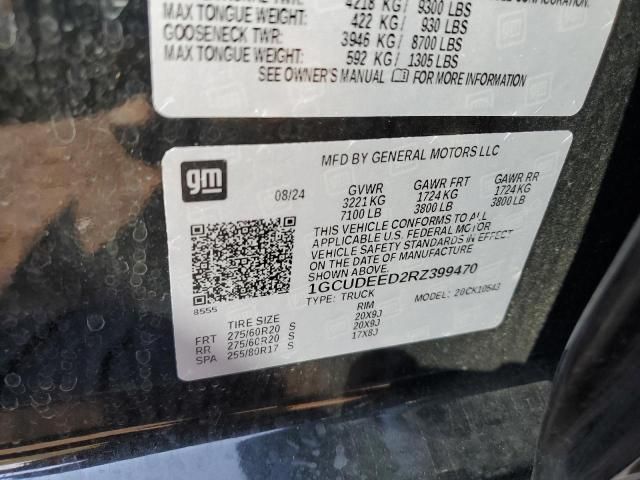 4218 KG/ 9300 LBS
MAX TONGUE WEIGHT: 422 KG/ 930 LBS
GOOSENECK TWR: 3946 KG/ 8700 LBS
MAX TONGUE WEIGHT: 592 KG/ 1305 LBS
SEE OWNER'S MANUAL FOR MORE INFORMATION
gm
MFD BY GENERAL MOTORS LLC
08/24 GVWR GAWR FRT GAWR RR
3221 KG 1724 KG 1724 KG
7100 LB 3800 LB 3800 LB
THIS VEHICLE CONFORMS TO ALL
APPLICABLE U.S. FEDERAL MOTOR
VEHICLE SAFETY STANDARDS IN EFFECT
ON THE DATE OF MANUFACTURE
SHOWN ABOVE.
1GCUDEED2RZ399470
TYPE: TRUCK MODEL: 20CK10543
8555
TIRE SIZE RIM
FRT 275/60R20 S 20X9J
RR 275/60R20 S 20X9J
SPA 255/80R17 S 17X8J